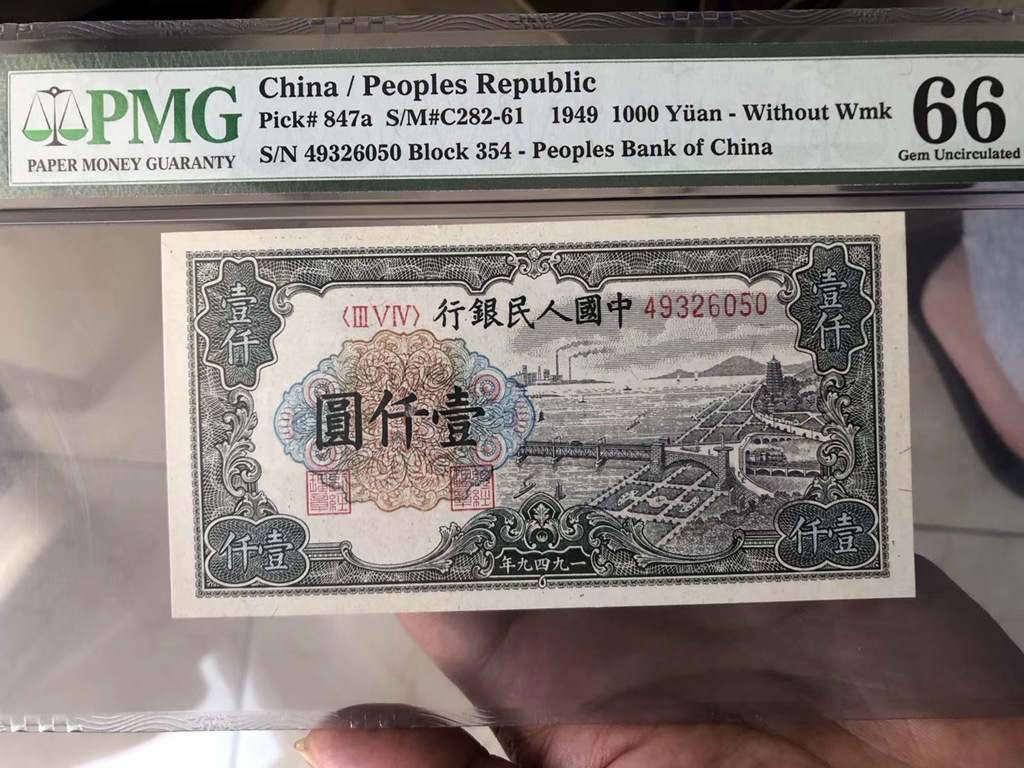 PMG
PAPER MONEY GUARANTY
China / Peoples Republic
Pick# 847a S/M#C282-61 1949 1000 Yüan - Without Wmk
S/N 49326050 Block 354 - Peoples Bank of China
66
Gem Uncirculated
〈ⅢⅤⅣ〉 行銀民人國中 49326050
壹仟
壹仟
圓仟壹
仟壹
年九四九一
仟壹